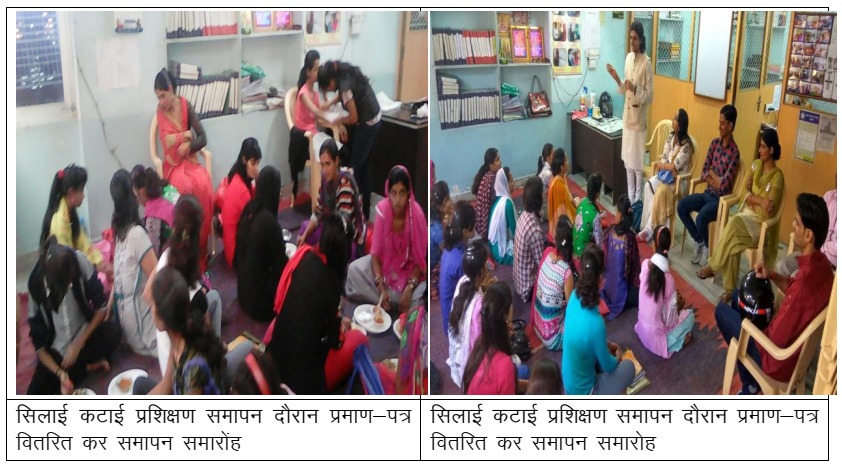 सिलाई कटाई प्रशिक्षण समापन दौरान प्रमाण–पत्र
वितरित कर समापन समारोंह
सिलाई कटाई प्रशिक्षण समापन दौरान प्रमाण–पत्र
वितरित कर समापन समारोह